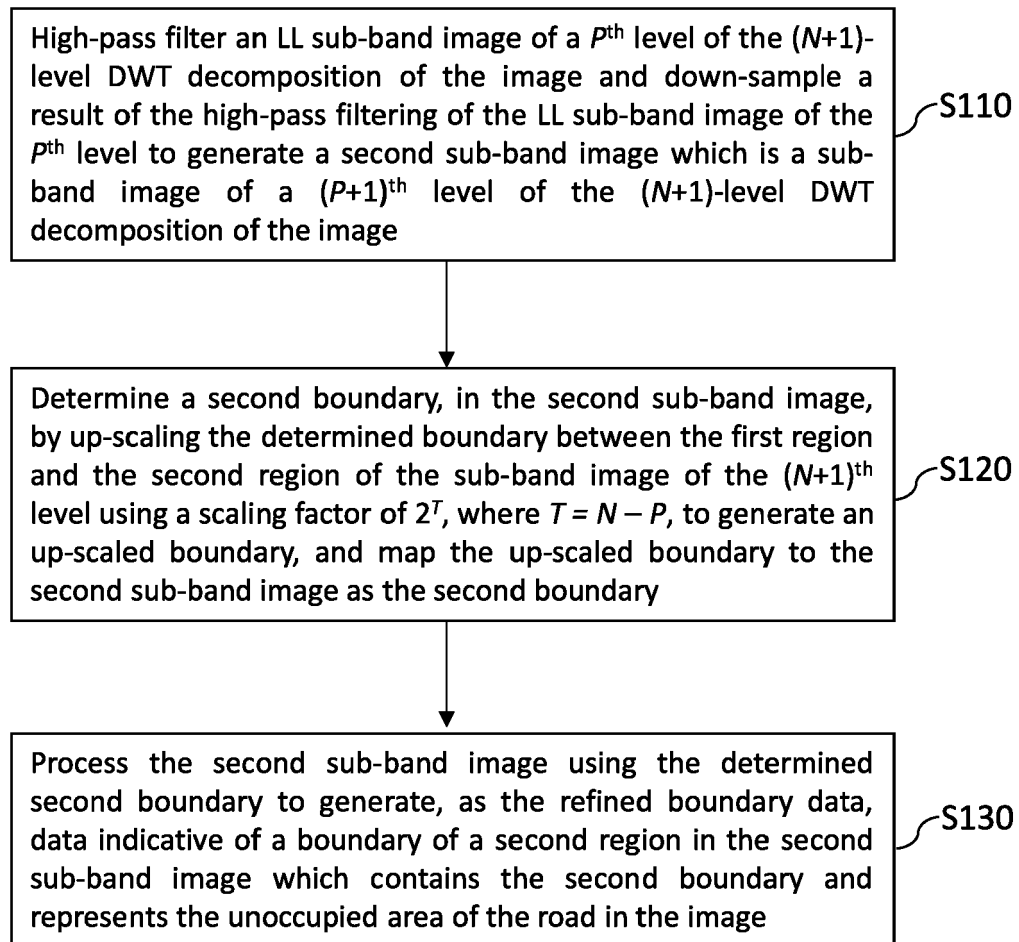 High-pass filter an LL sub-band image of a Pᵗʰ level of the (N+1)-
level DWT decomposition of the image and down-sample a
result of the high-pass filtering of the LL sub-band image of the
Pᵗʰ level to generate a second sub-band image which is a sub-
band image of a (P+1)ᵗʰ level of the (N+1)-level DWT
decomposition of the image
S110
Determine a second boundary, in the second sub-band image,
by up-scaling the determined boundary between the first region
and the second region of the sub-band image of the (N+1)ᵗʰ
level using a scaling factor of 2ᵀ, where T = N – P, to generate an
up-scaled boundary, and map the up-scaled boundary to the
second sub-band image as the second boundary
S120
Process the second sub-band image using the determined
second boundary to generate, as the refined boundary data,
data indicative of a boundary of a second region in the second
sub-band image which contains the second boundary and
represents the unoccupied area of the road in the image
S130